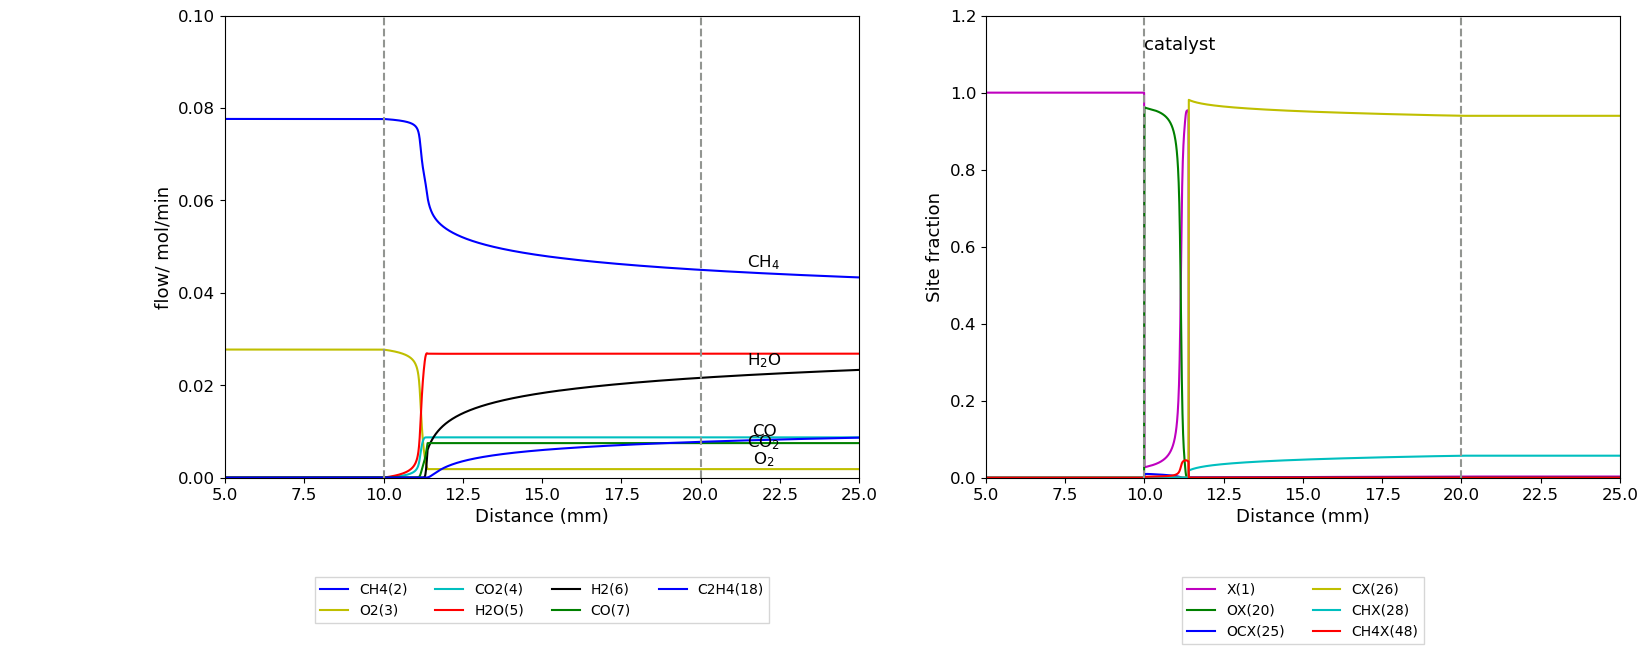 0.10
0.08
0.06
0.04
0.02
0.00
flow/ mol/min
5.0 7.5 10.0 12.5 15.0 17.5 20.0 22.5 25.0
Distance (mm)
CH₄
H₂O
CO
CO₂
O₂
CH4(2) CO2(4) H2(6) C2H4(18)
O2(3) H2O(5) CO(7)
1.2
1.0
0.8
0.6
0.4
0.2
0.0
Site fraction
catalyst
5.0 7.5 10.0 12.5 15.0 17.5 20.0 22.5 25.0
Distance (mm)
X(1) CX(26)
OX(20) CHX(28)
OCX(25) CH4X(48)